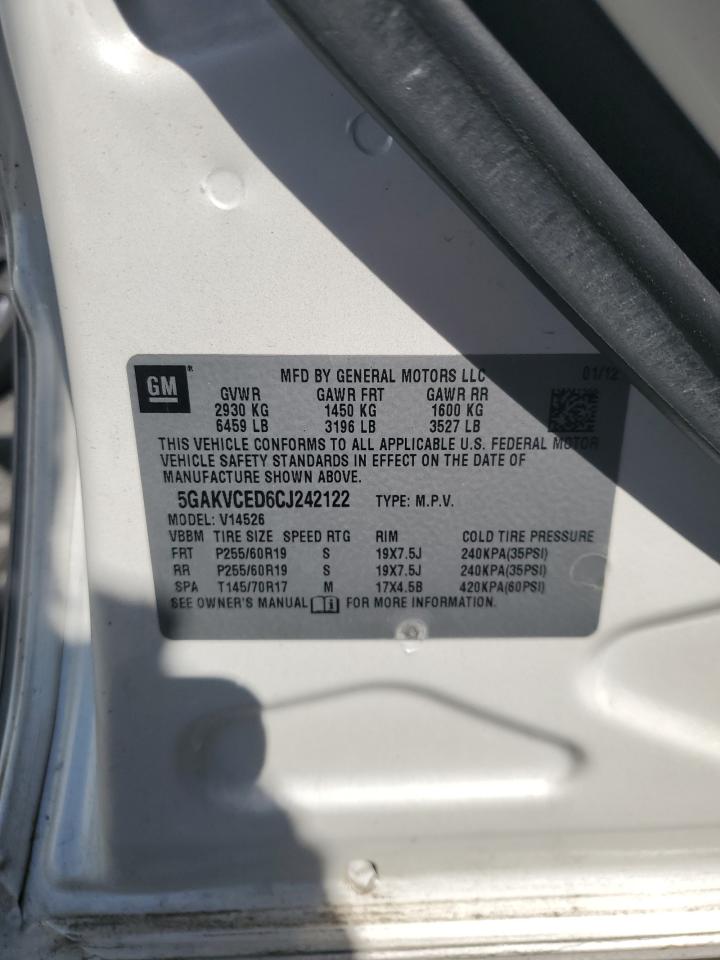 GM ® MFD BY GENERAL MOTORS LLC 01/12
GVWR GAWR FRT GAWR RR
2930 KG 1450 KG 1600 KG
6459 LB 3196 LB 3527 LB
THIS VEHICLE CONFORMS TO ALL APPLICABLE U.S. FEDERAL MOTOR
VEHICLE SAFETY STANDARDS IN EFFECT ON THE DATE OF
MANUFACTURE SHOWN ABOVE.
5GAKVCED6CJ242122 TYPE: M.P.V.
MODEL: V14526
VBBM TIRE SIZE SPEED RTG RIM COLD TIRE PRESSURE
FRT P255/60R19 S 19X7.5J 240KPA(35PSI)
RR P255/60R19 S 19X7.5J 240KPA(35PSI)
SPA T145/70R17 M 17X4.5B 420KPA(60PSI)
SEE OWNER'S MANUAL FOR MORE INFORMATION.